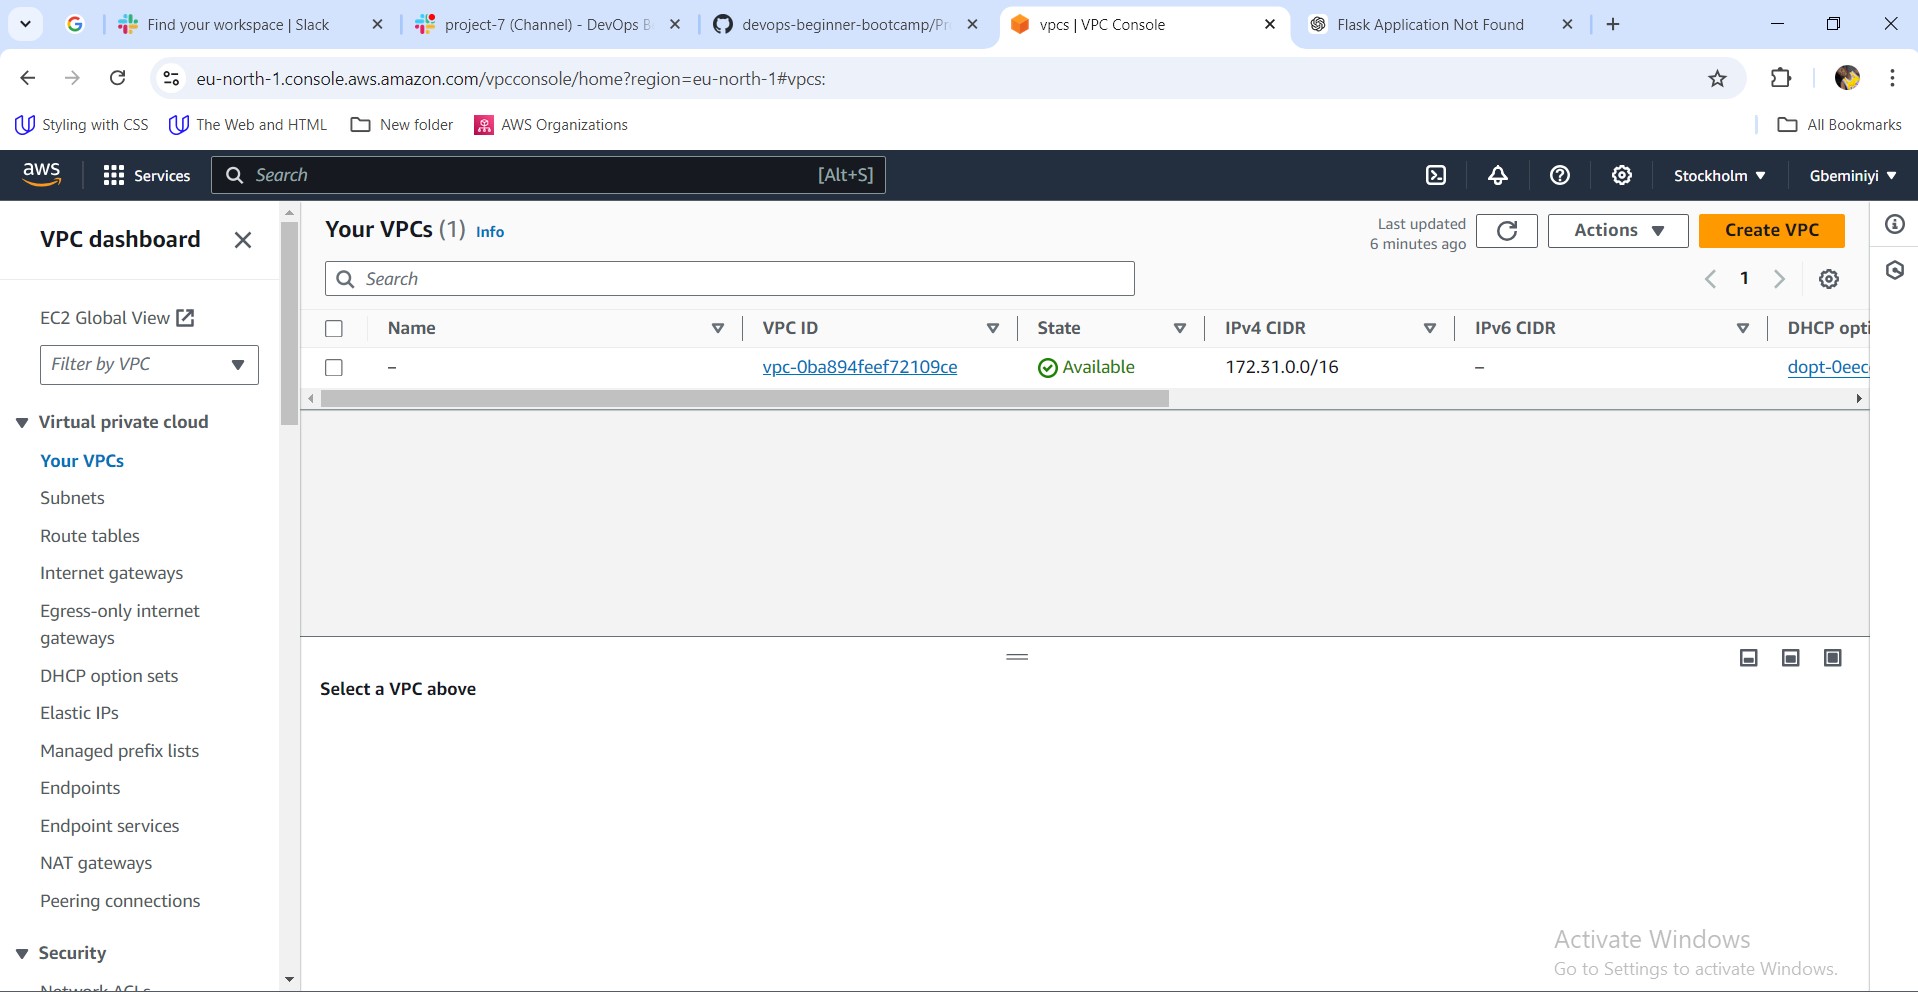 Find your workspace | Slack
project-7 (Channel) - DevOps B
devops-beginner-bootcamp/Pr
vpcs | VPC Console
Flask Application Not Found
eu-north-1.console.aws.amazon.com/vpcconsole/home?region=eu-north-1#vpcs:
Styling with CSS
The Web and HTML
New folder
AWS Organizations
All Bookmarks
aws
Services
Search
[Alt+S]
Stockholm
Gbeminiyi
VPC dashboard
EC2 Global View
Filter by VPC
Virtual private cloud
Your VPCs
Subnets
Route tables
Internet gateways
Egress-only internet
gateways
DHCP option sets
Elastic IPs
Managed prefix lists
Endpoints
Endpoint services
NAT gateways
Peering connections
Security
Network ACLs
Your VPCs (1) Info
Last updated
6 minutes ago
Actions
Create VPC
Search
1
Name
VPC ID
State
IPv4 CIDR
IPv6 CIDR
DHCP opti
–
vpc-0ba894feef72109ce
Available
172.31.0.0/16
–
dopt-0eec
Select a VPC above
Activate Windows
Go to Settings to activate Windows.